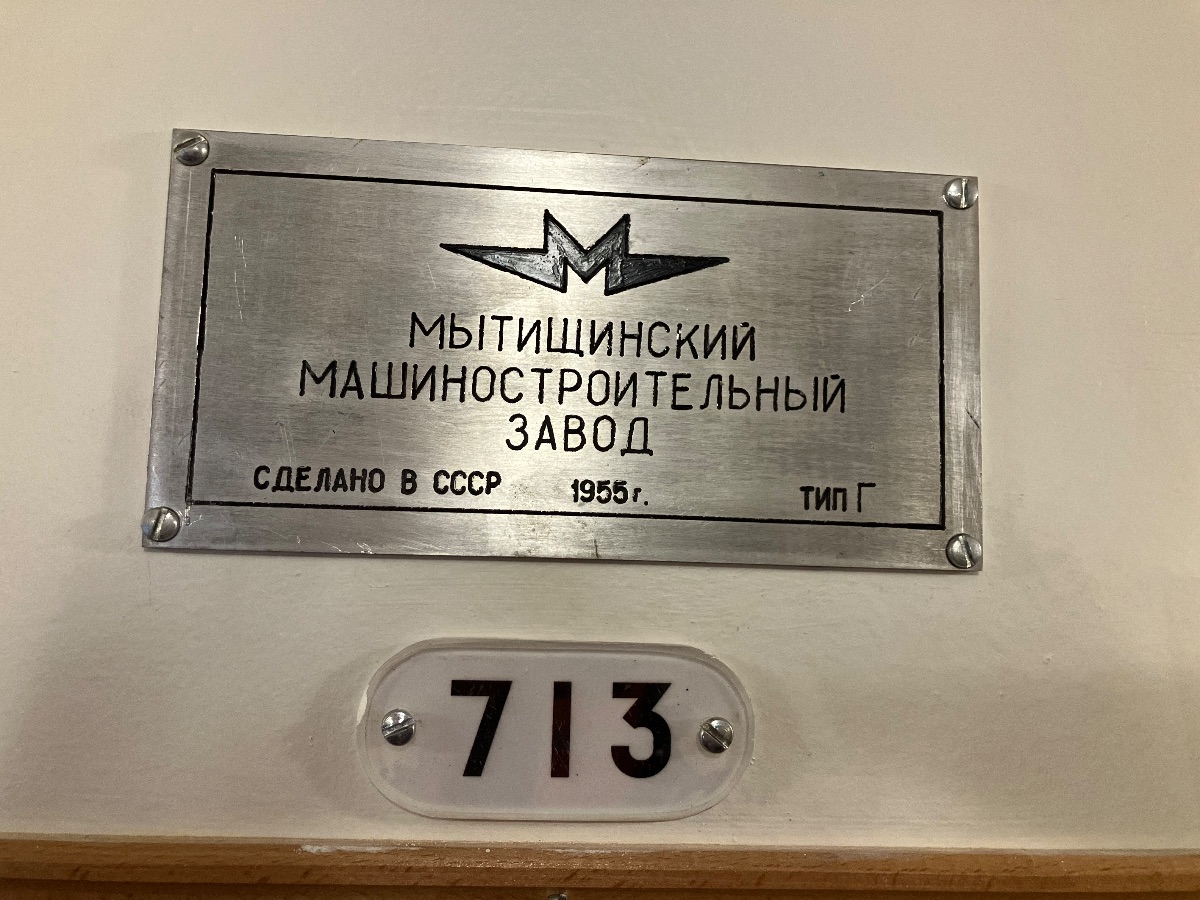 М
МЫТИЩИНСКИЙ
МАШИНОСТРОИТЕЛЬНЫЙ
ЗАВОД
СДЕЛАНО В СССР 1955г. ТИП Г
713